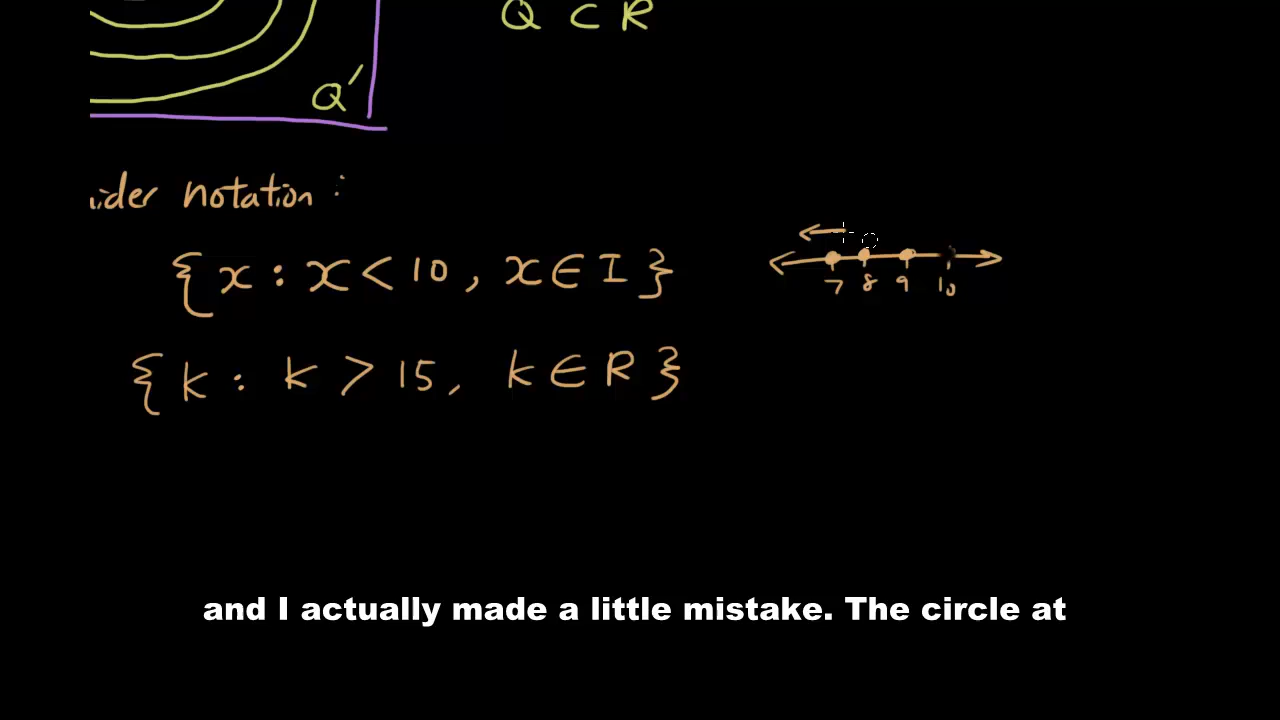 Q ⊂ R
Q'
ider notation :
{ x : x < 10 , x ∈ I }
7 8 9 10
{ k : k > 15 , k ∈ R }
and I actually made a little mistake. The circle at